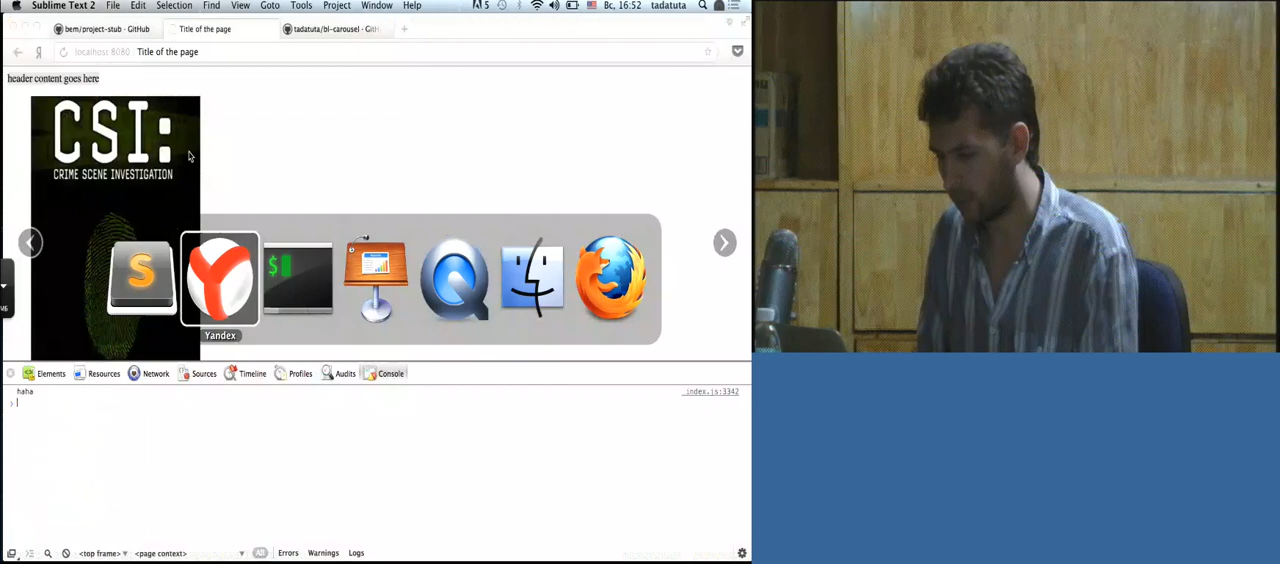 Sublime Text 2 File Edit Selection Find View Goto Tools Project Window Help 5 Вс, 16:52 tadatuta
bem/project-stub · GitHub Title of the page tadatuta/bl-carousel · GitH
Я localhost:8080 Title of the page
header content goes here
CSI:
CRIME SCENE INVESTIGATION
S
$
Yandex
Elements Resources Network Sources Timeline Profiles Audits Console
haha index.js:3342
<top frame> <page context> All Errors Warnings Logs